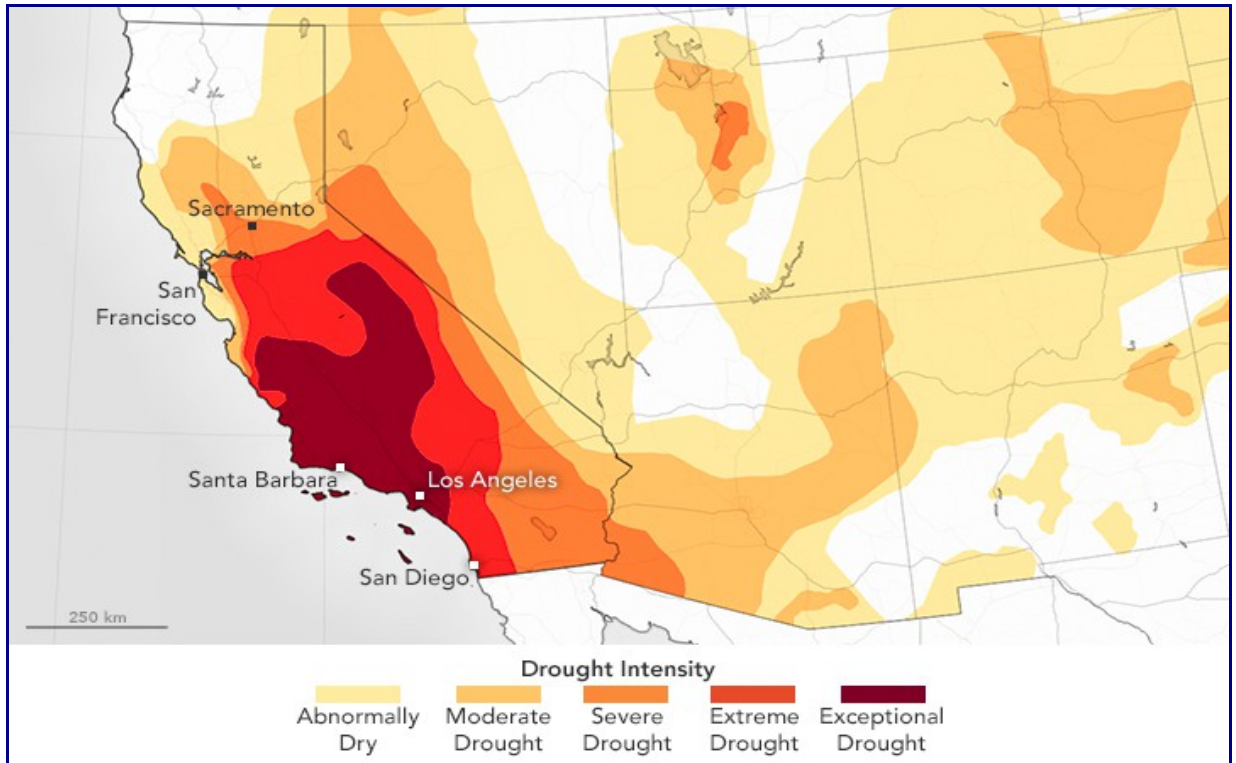 Sacramento
San
Francisco
Santa Barbara
Los Angeles
San Diego
250 km
Drought Intensity
Abnormally Dry
Moderate Drought
Severe Drought
Extreme Drought
Exceptional Drought